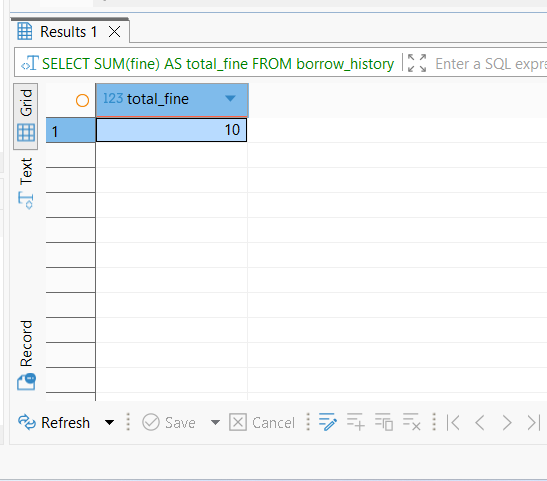 Results 1
SELECT SUM(fine) AS total_fine FROM borrow_history
Enter a SQL expre
Grid
123 total_fine
1
10
Text
Record
Refresh
Save
Cancel